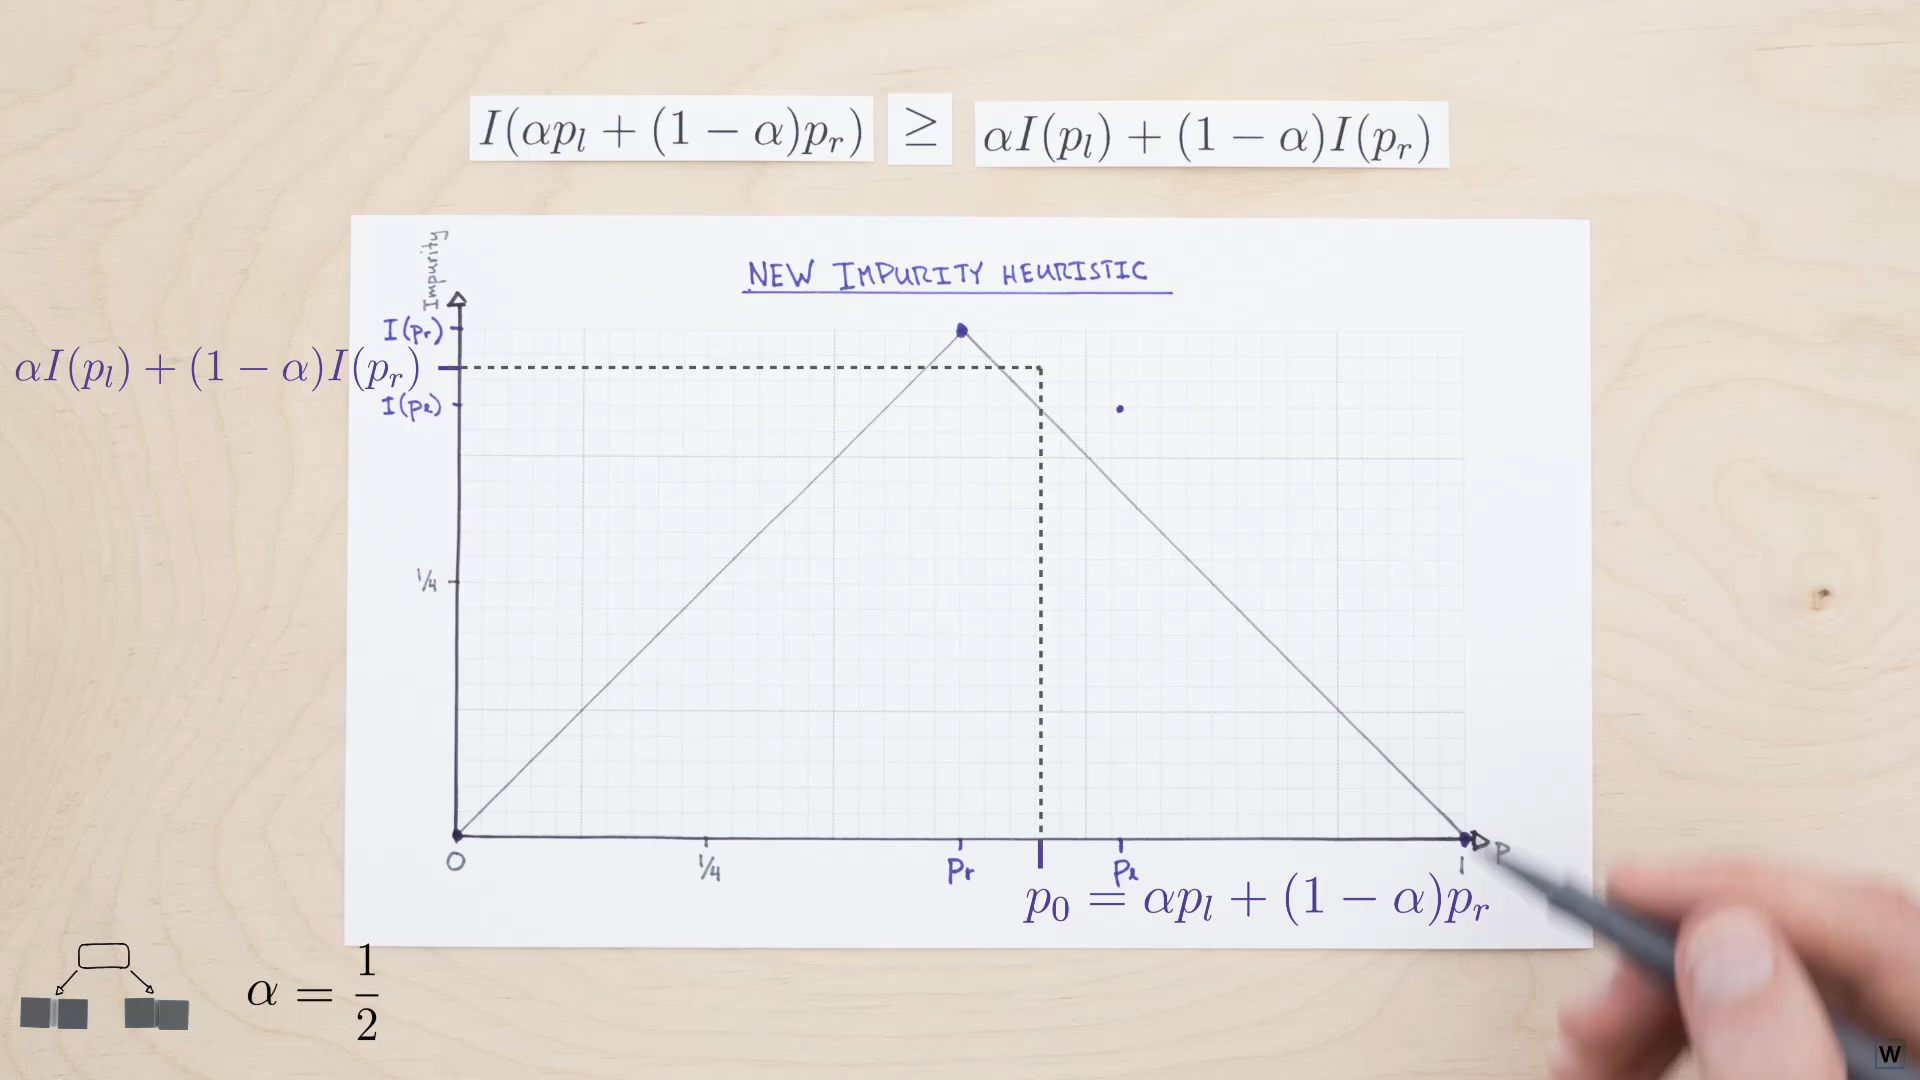 I(αp_l + (1 − α)p_r) ≥ αI(p_l) + (1 − α)I(p_r)
NEW IMPURITY HEURISTIC
Impurity
I(pr)
αI(p_l) + (1 − α)I(p_r)
I(pℓ)
1/4
0
1/4
Pr
Pℓ
1
P
p_0 = αp_l + (1 − α)p_r
α = 1/2
W